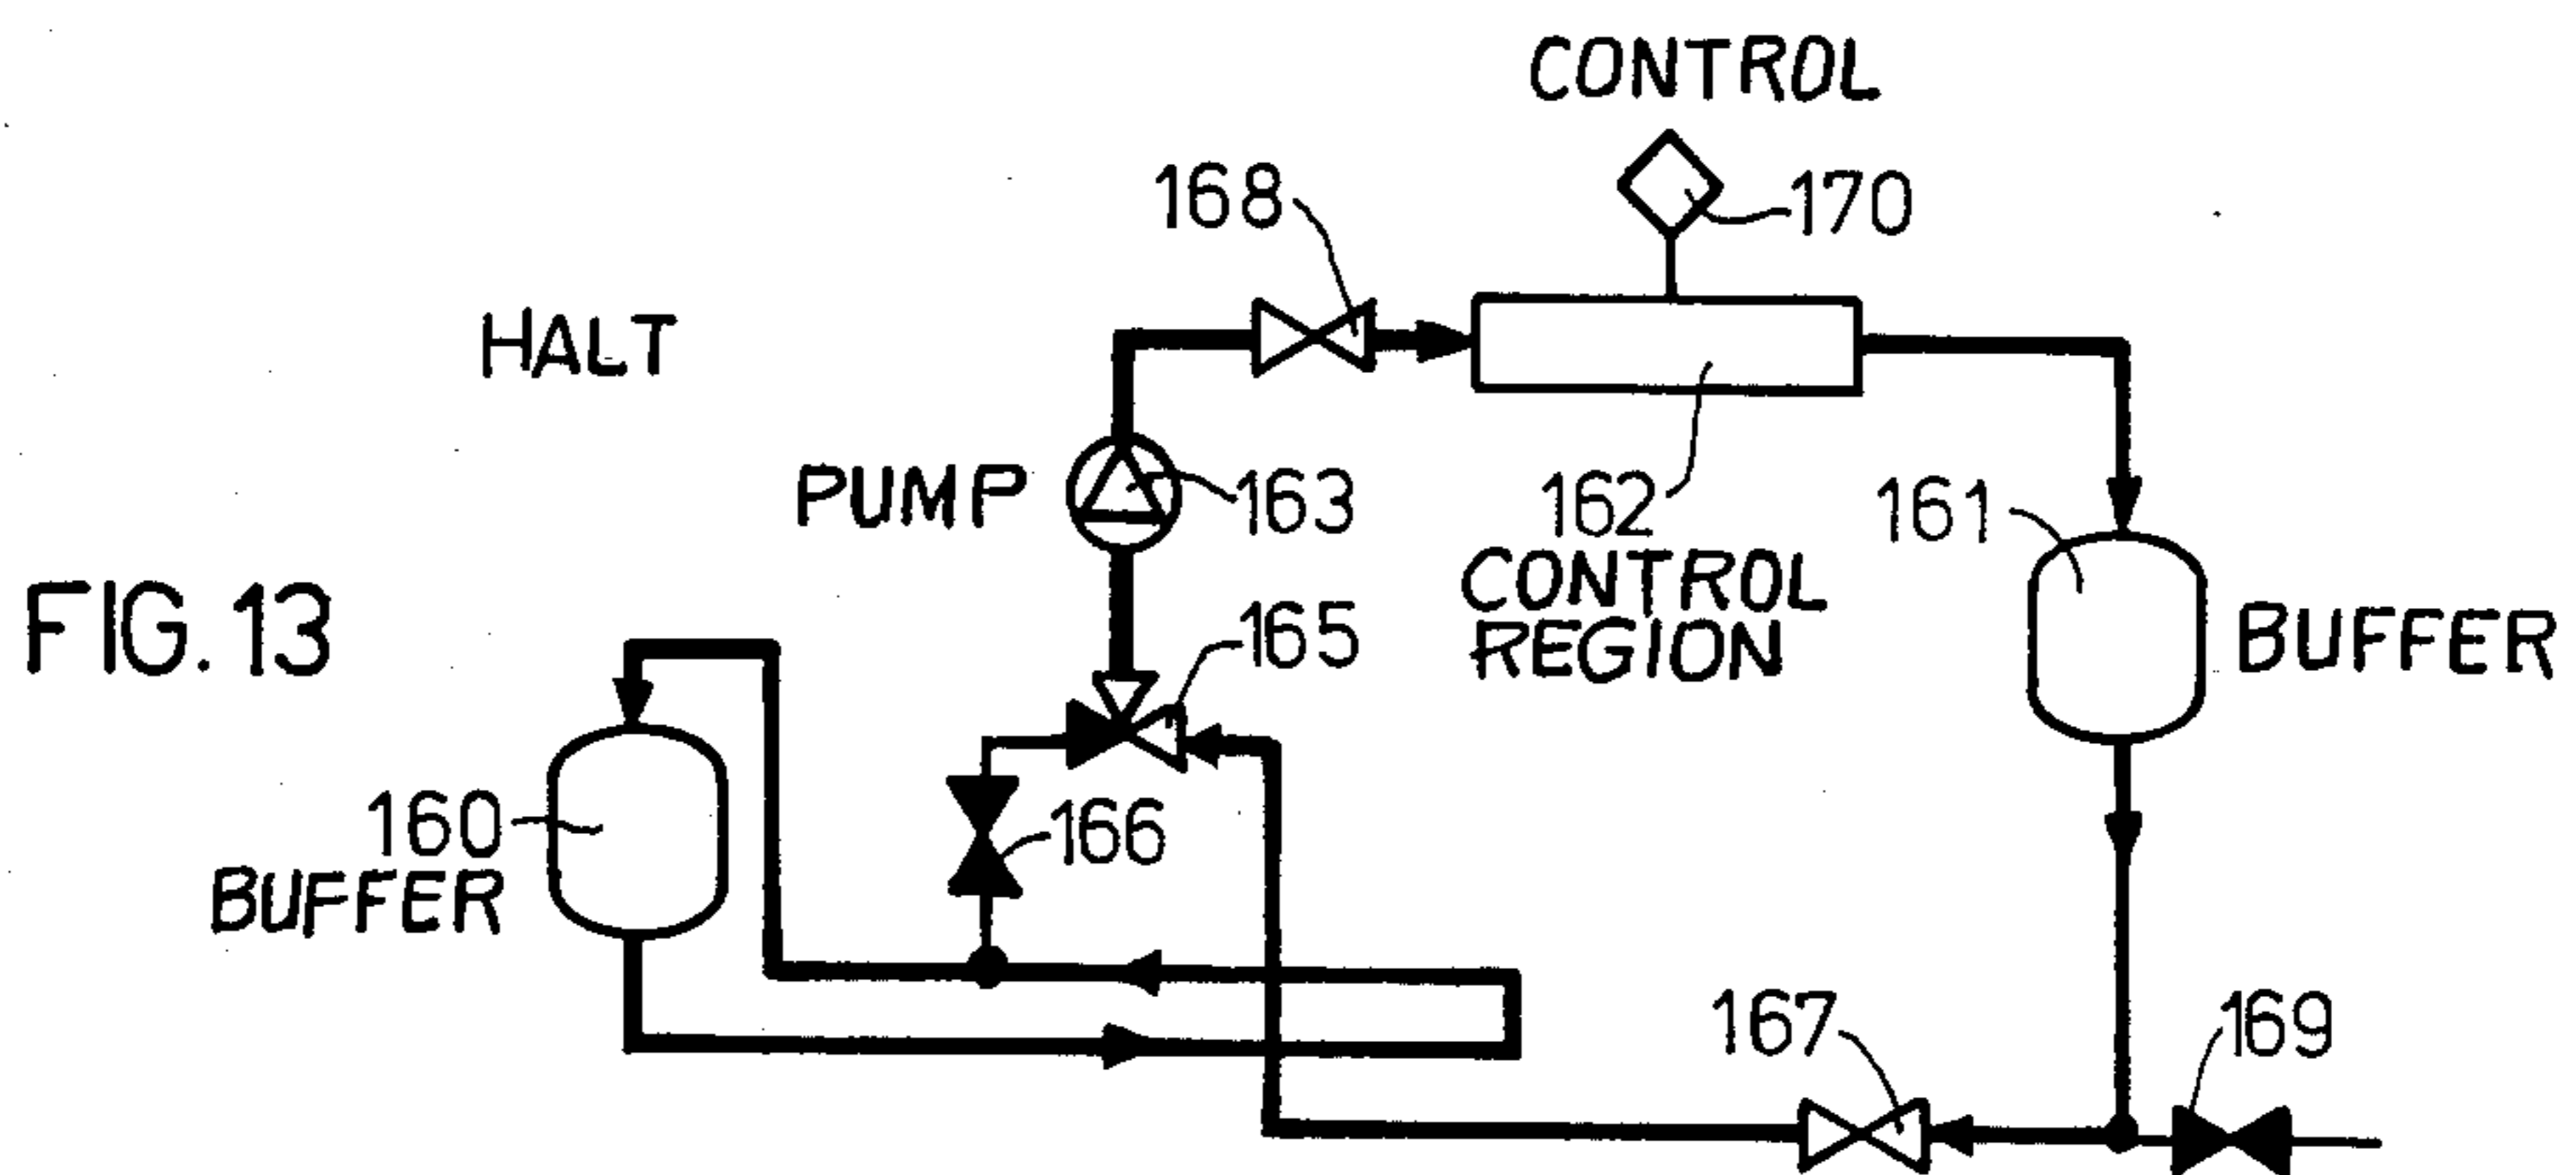 CONTROL
168
170
HALT
PUMP
163
162
CONTROL
REGION
161
BUFFER
FIG. 13
165
160
BUFFER
166
167
169